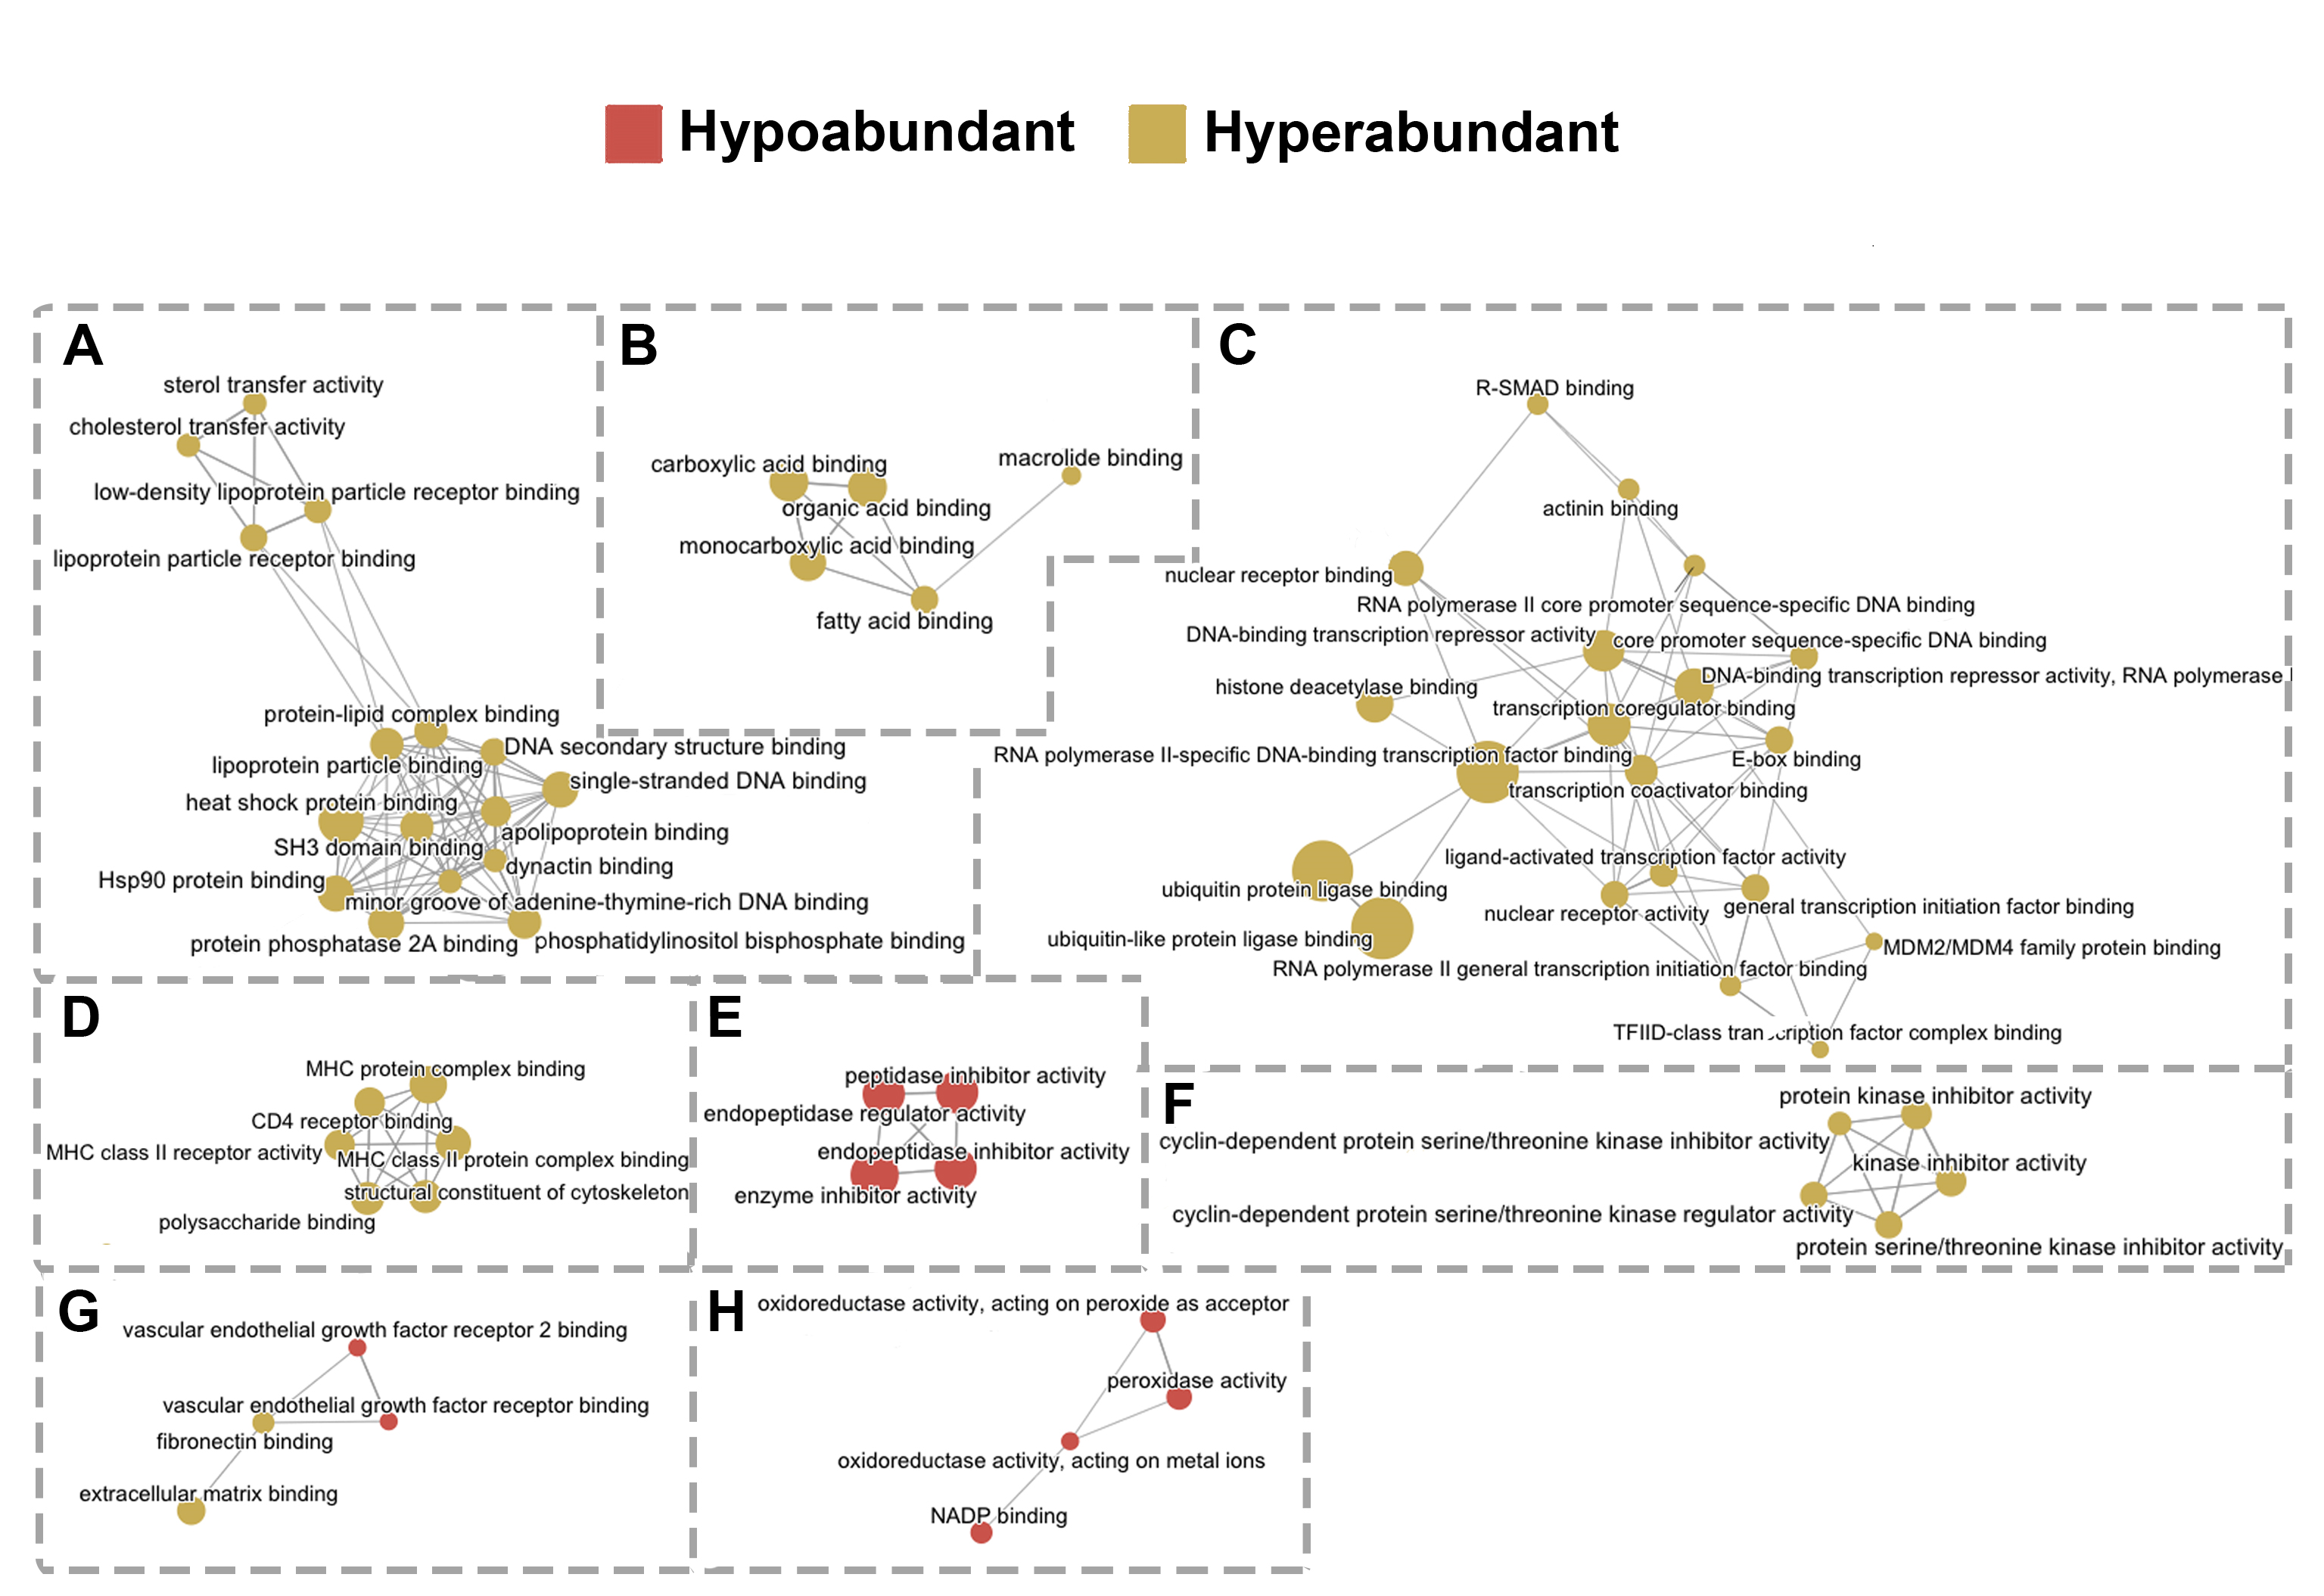 Hypoabundant
Hyperabundant
A
sterol transfer activity
cholesterol transfer activity
low-density lipoprotein particle receptor binding
lipoprotein particle receptor binding
protein-lipid complex binding
DNA secondary structure binding
lipoprotein particle binding
single-stranded DNA binding
heat shock protein binding
apolipoprotein binding
SH3 domain binding
dynactin binding
Hsp90 protein binding
minor groove of adenine-thymine-rich DNA binding
protein phosphatase 2A binding
phosphatidylinositol bisphosphate binding
B
carboxylic acid binding
macrolide binding
organic acid binding
monocarboxylic acid binding
fatty acid binding
C
R-SMAD binding
actinin binding
nuclear receptor binding
RNA polymerase II core promoter sequence-specific DNA binding
DNA-binding transcription repressor activity
core promoter sequence-specific DNA binding
DNA-binding transcription repressor activity, RNA polymerase
histone deacetylase binding
transcription coregulator binding
RNA polymerase II-specific DNA-binding transcription factor binding
E-box binding
transcription coactivator binding
ligand-activated transcription factor activity
ubiquitin protein ligase binding
nuclear receptor activity
general transcription initiation factor binding
ubiquitin-like protein ligase binding
MDM2/MDM4 family protein binding
RNA polymerase II general transcription initiation factor binding
TFIID-class transcription factor complex binding
D
MHC protein complex binding
CD4 receptor binding
MHC class II receptor activity
MHC class II protein complex binding
structural constituent of cytoskeleton
polysaccharide binding
E
peptidase inhibitor activity
endopeptidase regulator activity
endopeptidase inhibitor activity
enzyme inhibitor activity
F
protein kinase inhibitor activity
cyclin-dependent protein serine/threonine kinase inhibitor activity
kinase inhibitor activity
cyclin-dependent protein serine/threonine kinase regulator activity
protein serine/threonine kinase inhibitor activity
G
vascular endothelial growth factor receptor 2 binding
vascular endothelial growth factor receptor binding
fibronectin binding
extracellular matrix binding
H
oxidoreductase activity, acting on peroxide as acceptor
peroxidase activity
oxidoreductase activity, acting on metal ions
NADP binding